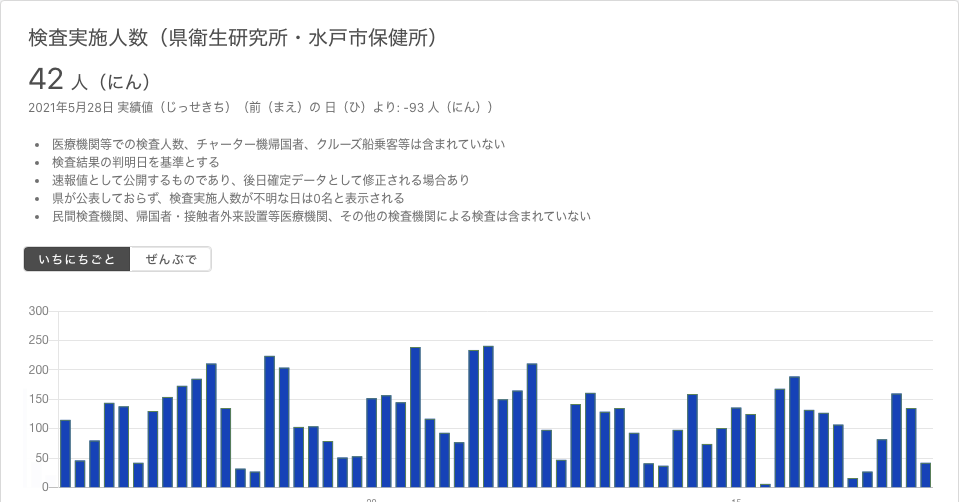 検査実施人数（県衛生研究所・水戸市保健所）
42 人（にん）
2021年5月28日 実績値（じっせきち）（前（まえ）の 日（ひ）より: -93 人（にん））
• 医療機関等での検査人数、チャーター機帰国者、クルーズ船乗客等は含まれていない
• 検査結果の判明日を基準とする
• 速報値として公開するものであり、後日確定データとして修正される場合あり
• 県が公表しておらず、検査実施人数が不明な日は0名と表示される
• 民間検査機関、帰国者・接触者外来設置等医療機関、その他の検査機関による検査は含まれていない
いちにちごと ぜんぶで
300
250
200
150
100
50
0